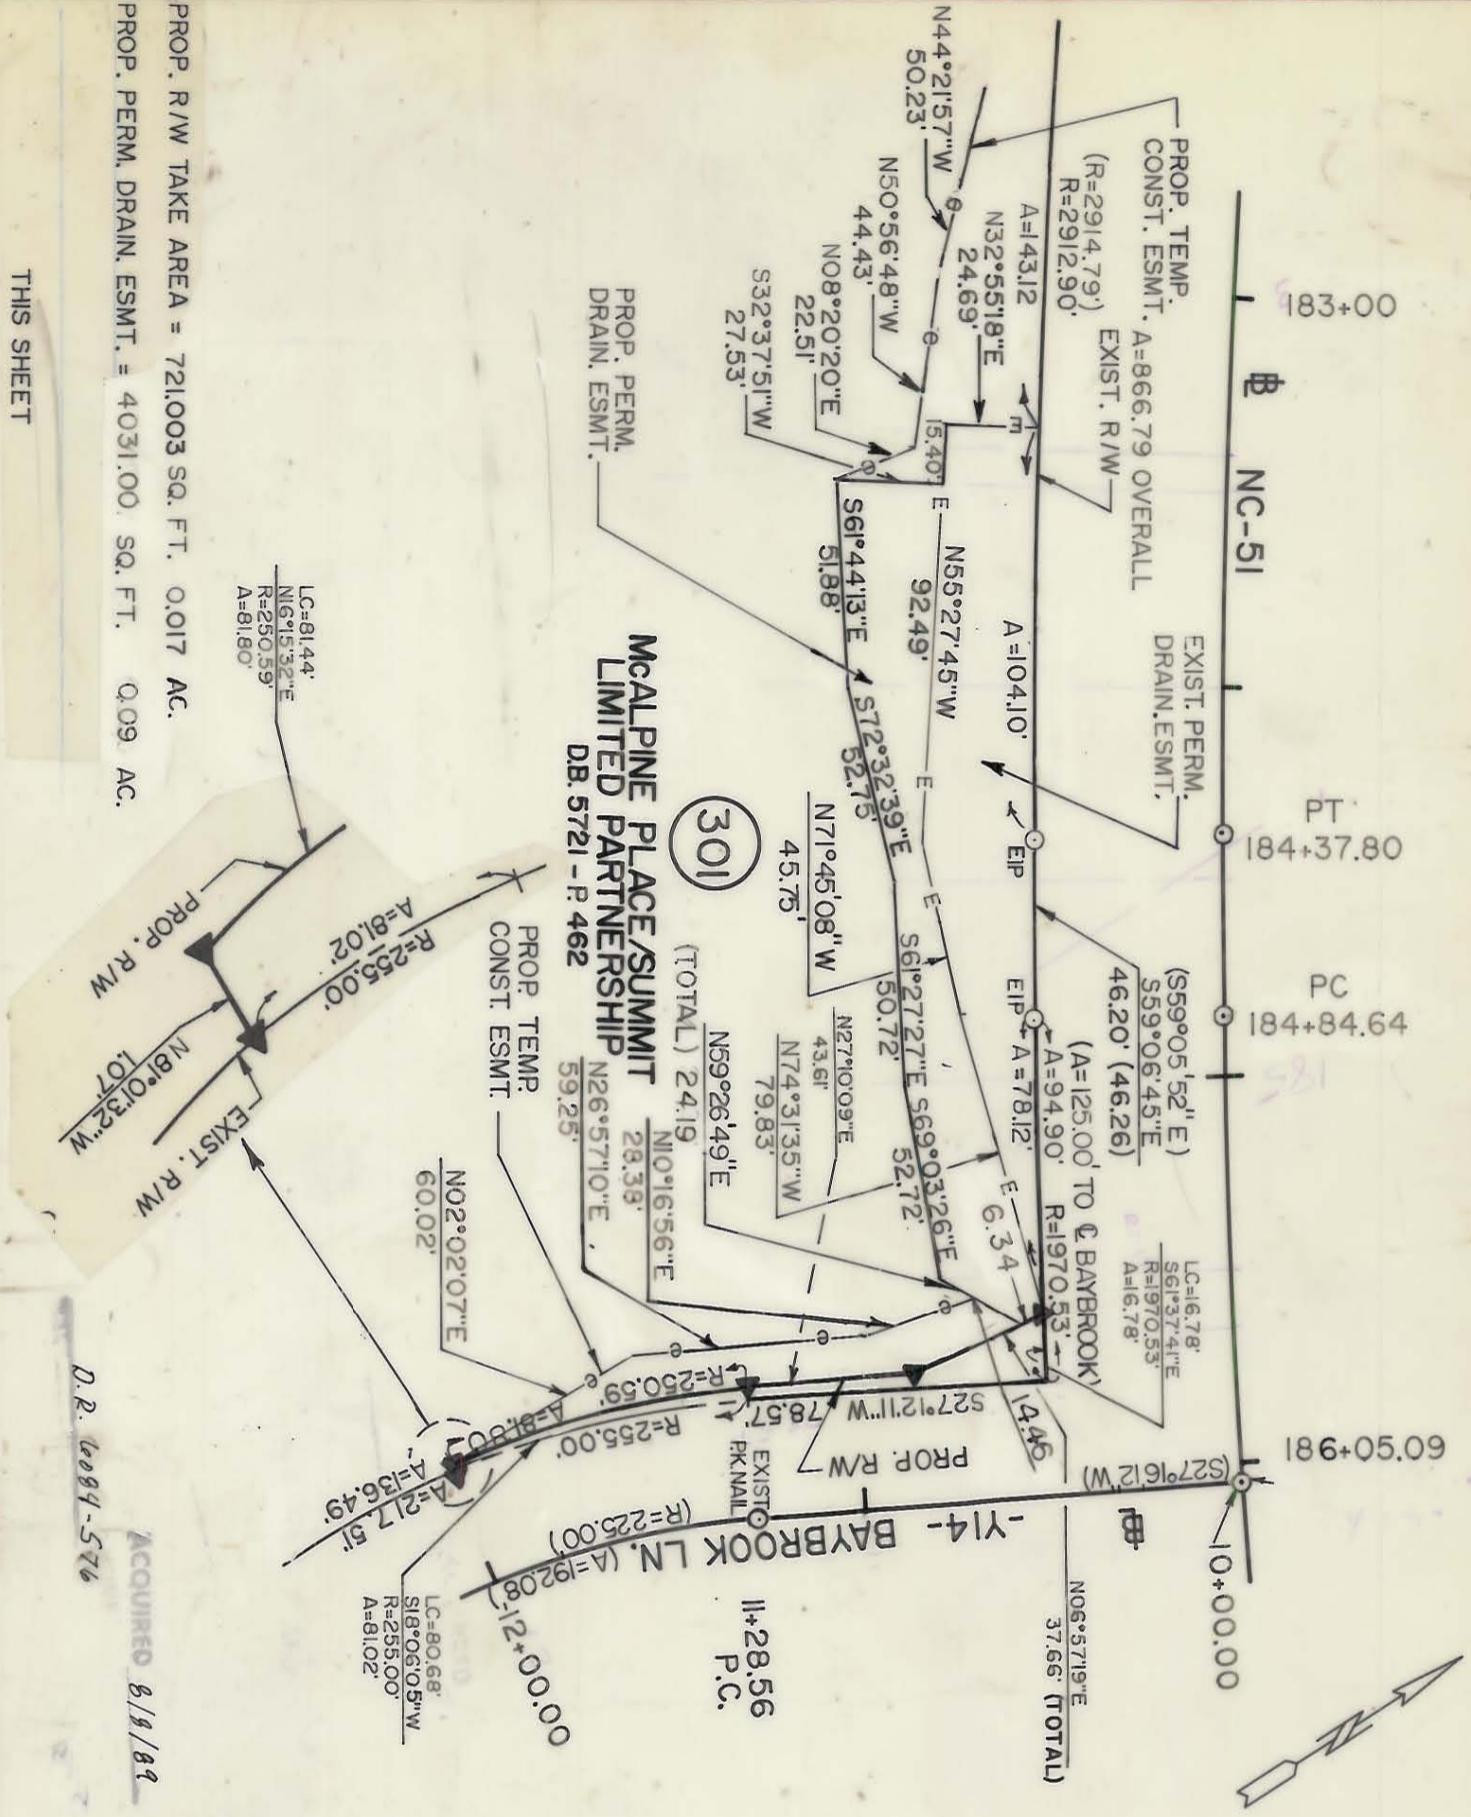 183+00
BL
NC-51
PT
184+37.80
PC
184+84.64
186+05.09
10+00.00
PROP. TEMP.
CONST. ESMT.
A=866.79 OVERALL
EXIST. R/W
(R=2914.79')
R=2912.90'
A=143.12
N32°55'18"E
24.69'
N44°21'57"W
50.23'
N50°56'48"W
44.43'
N08°20'20"E
22.51'
S32°37'51"W
27.53'
PROP. PERM.
DRAIN. ESMT.
15.40'
E
E
E
E
E
e
e
e
EXIST. PERM.
DRAIN. ESMT.
A=104.10'
EIP
EIP
N55°27'45"W
92.49'
S61°44'13"E
51.88'
S72°32'39"E
52.75'
S61°27'27"E
50.72'
S69°03'26"E
52.72'
N71°45'08"W
45.75'
(S59°05'52"E)
S59°06'45"E
46.20' (46.26)
(A=125.00' TO ℄ BAYBROOK)
A=94.90' R=1970.53'
A=78.12'
6.34
LC=16.78'
S61°37'41"E
R=1970.53'
A=16.78'
N27°10'09"E
43.61'
N74°31'35"W
79.83'
N59°26'49"E
(TOTAL) 24.19
N10°16'56"E
28.38'
N26°57'10"E
59.25'
301
McALPINE PLACE/SUMMIT
LIMITED PARTNERSHIP
D.B. 5721 - P. 462
PROP. TEMP.
CONST. ESMT.
N02°02'07"E
60.02'
e
e
e
e
14.46
S27°12'11"W 78.57'
PROP. R/W
(S27°16'12"W)
BL
-Y14- BAYBROOK LN.
EXIST.
P.K.NAIL
(R=225.00')
(A=192.08')
R=250.59'
A=81.80'
R=255.00'
A=136.49'
A=217.51'
N06°57'19"E
37.66' (TOTAL)
11+28.56
P.C.
12+00.00
LC=80.68'
S18°06'05"W
R=255.00'
A=81.02'
LC=81.44'
N16°15'32"E
R=250.59'
A=81.80'
PROP. R/W
R=255.00'
A=81.02'
N81°01'32"W
1.07'
EXIST. R/W
N
PROP. R/W TAKE AREA = 721.003 SQ. FT. 0.017 AC.
PROP. PERM. DRAIN. ESMT. = 4031.00 SQ. FT. 0.09 AC.
THIS SHEET
D.R. 6084-576
ACQUIRED 8/8/89
185